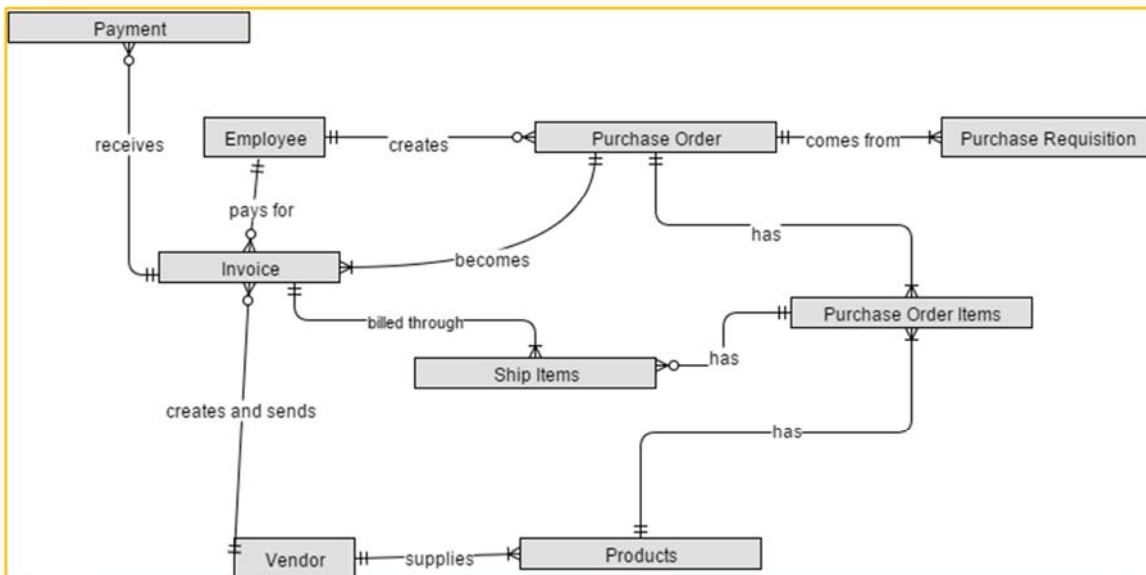 Payment
receives
Employee
creates
Purchase Order
comes from
Purchase Requisition
pays for
has
becomes
Invoice
Purchase Order Items
billed through
has
Ship Items
creates and sends
has
Vendor
supplies
Products